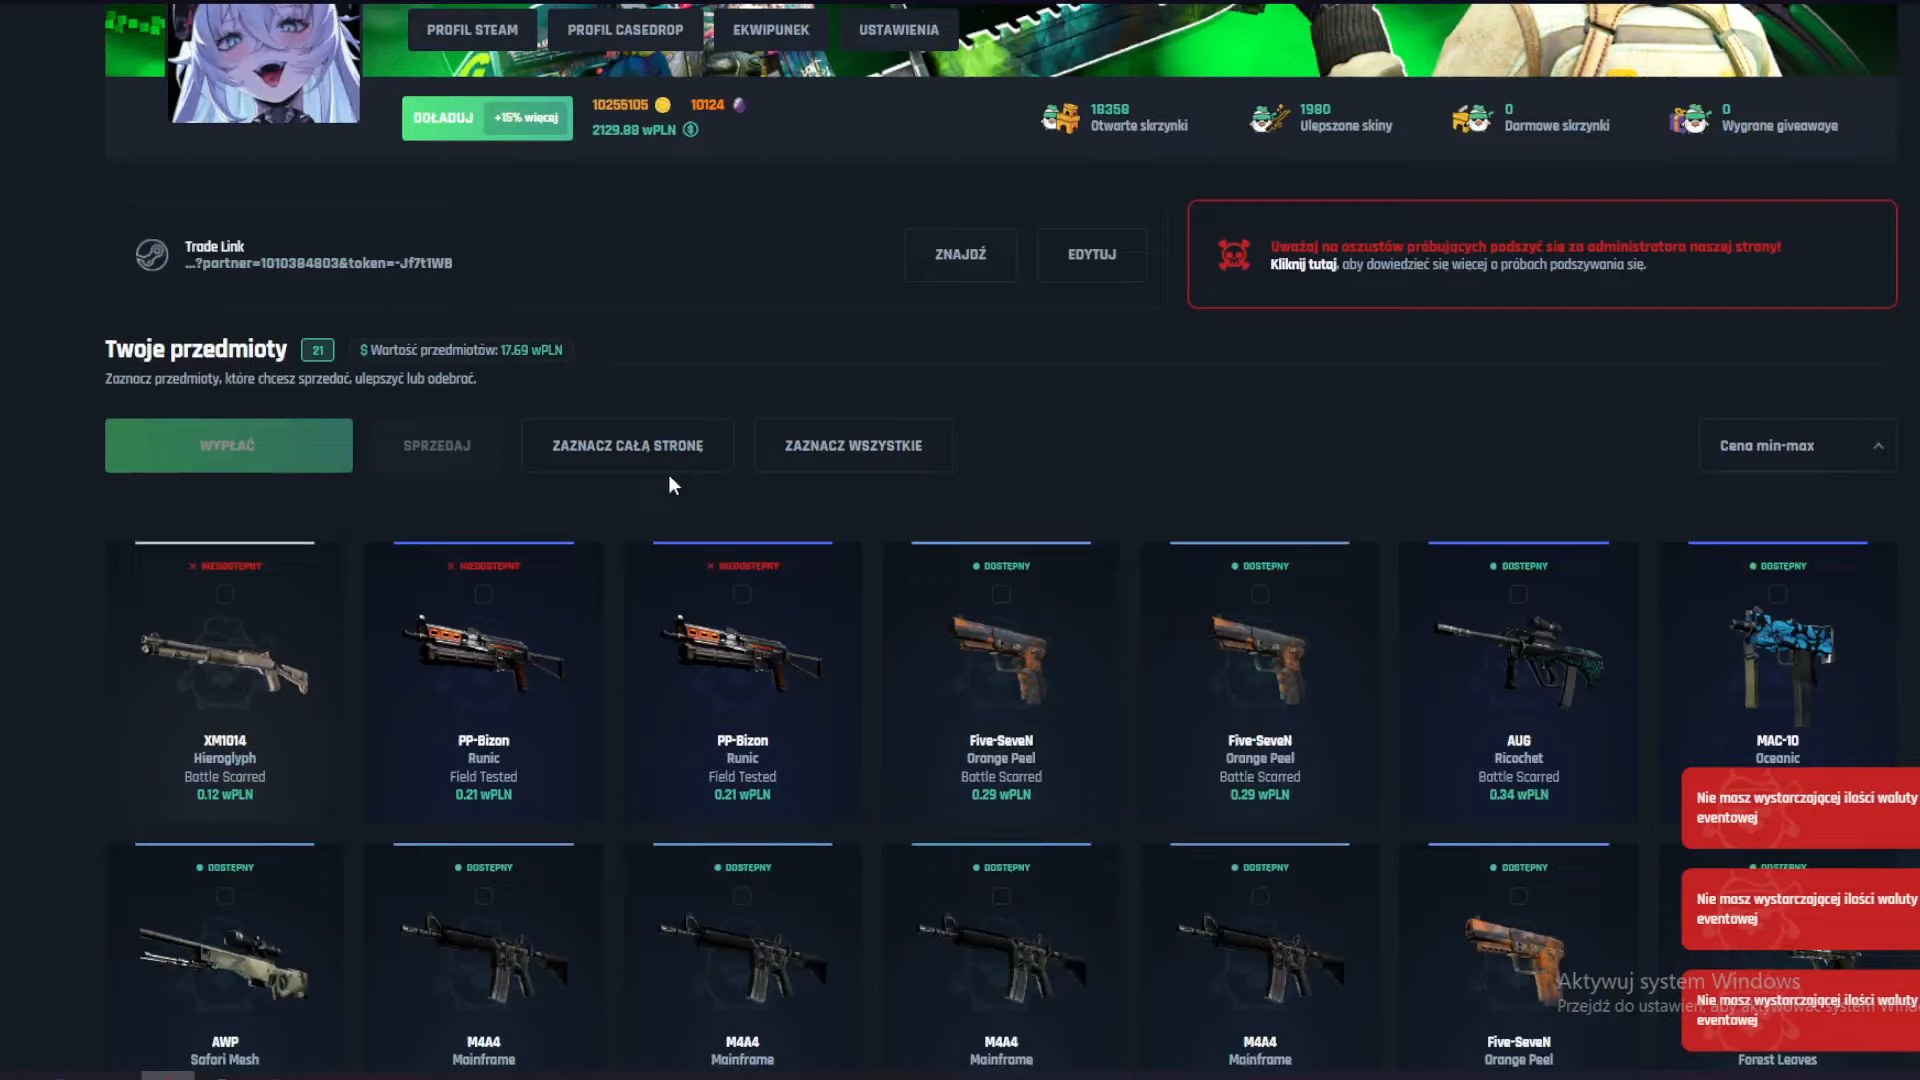 PROFIL STEAM
PROFIL CASEDROP
EKWIPUNEK
USTAWIENIA
DOŁADUJ
+15% więcej
10255105
10124
2129.88 wPLN
18358
Otwarte skrzynki
1980
Ulepszone skiny
0
Darmowe skrzynki
0
Wygrane giveawaye
Trade Link
...?partner=1010384803&token=-Jf7t1WB
ZNAJDŹ
EDYTUJ
Uważaj na oszustów próbujących podszyć się za administratora naszej strony!
Kliknij tutaj, aby dowiedzieć się więcej o próbach podszywania się.
Twoje przedmioty
21
$ Wartość przedmiotów: 17.69 wPLN
Zaznacz przedmioty, które chcesz sprzedać, ulepszyć lub odebrać.
WYPŁAĆ
SPRZEDAJ
ZAZNACZ CAŁĄ STRONĘ
ZAZNACZ WSZYSTKIE
Cena min-max
NIEDOSTĘPNY
XM1014
Hieroglyph
Battle Scarred
0.12 wPLN
NIEDOSTĘPNY
PP-Bizon
Runic
Field Tested
0.21 wPLN
NIEDOSTĘPNY
PP-Bizon
Runic
Field Tested
0.21 wPLN
DOSTĘPNY
Five-SeveN
Orange Peel
Battle Scarred
0.29 wPLN
DOSTĘPNY
Five-SeveN
Orange Peel
Battle Scarred
0.29 wPLN
DOSTĘPNY
AUG
Ricochet
Battle Scarred
0.34 wPLN
DOSTĘPNY
MAC-10
Oceanic
DOSTĘPNY
AWP
Safari Mesh
DOSTĘPNY
M4A4
Mainframe
DOSTĘPNY
M4A4
Mainframe
DOSTĘPNY
M4A4
Mainframe
DOSTĘPNY
M4A4
Mainframe
DOSTĘPNY
Five-SeveN
Orange Peel
DOSTĘPNY
Forest Leaves
Nie masz wystarczającej ilości waluty
eventowej
Nie masz wystarczającej ilości waluty
eventowej
Nie masz wystarczającej ilości waluty
eventowej
Aktywuj system Windows
Przejdź do ustawień, aby aktywować system Windows